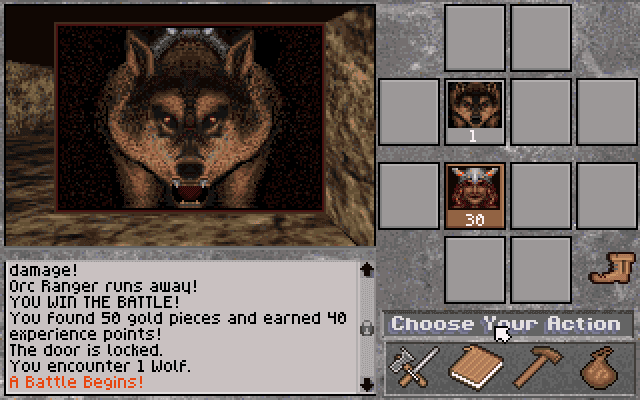 damage!
Orc Ranger runs away!
YOU WIN THE BATTLE!
You found 50 gold pieces and earned 40
experience points!
The door is locked.
You encounter 1 Wolf.
A Battle Begins!
1
30
Choose Your Action